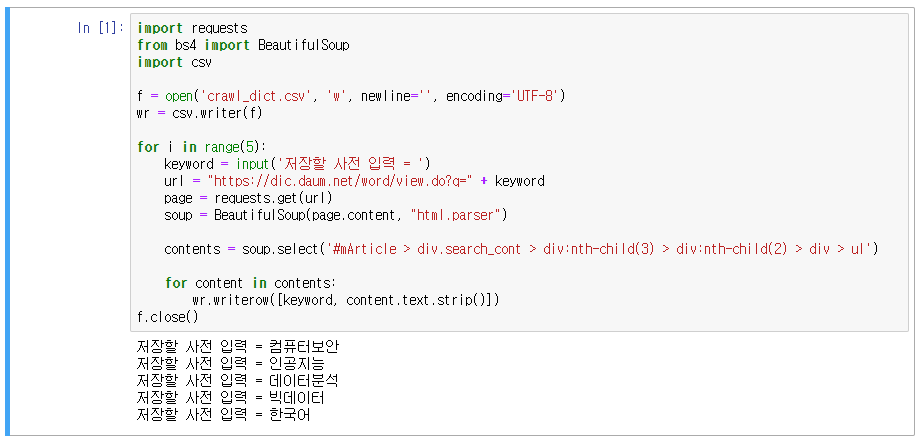 In [1]:
import requests
from bs4 import BeautifulSoup
import csv
f = open('crawl_dict.csv', 'w', newline='', encoding='UTF-8')
wr = csv.writer(f)
for i in range(5):
keyword = input('저장할 사전 입력 = ')
url = "https://dic.daum.net/word/view.do?q=" + keyword
page = requests.get(url)
soup = BeautifulSoup(page.content, "html.parser")
contents = soup.select('#mArticle > div.search_cont > div:nth-child(3) > div:nth-child(2) > div > ul')
for content in contents:
wr.writerow([keyword, content.text.strip()])
f.close()
저장할 사전 입력 = 컴퓨터보안
저장할 사전 입력 = 인공지능
저장할 사전 입력 = 데이터분석
저장할 사전 입력 = 빅데이터
저장할 사전 입력 = 한국어